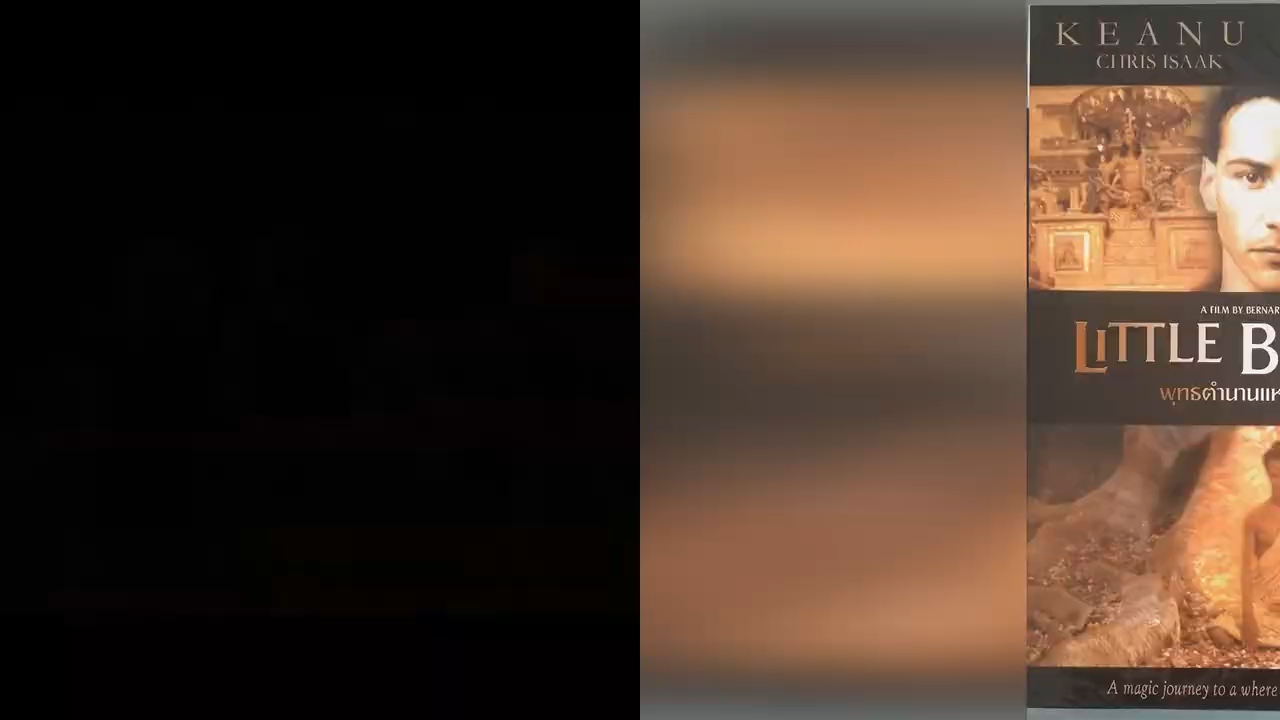 KEANU
CHRIS ISAAK
A FILM BY BERNAR
LITTLE B
พุทธตำนานแห
A magic journey to a where